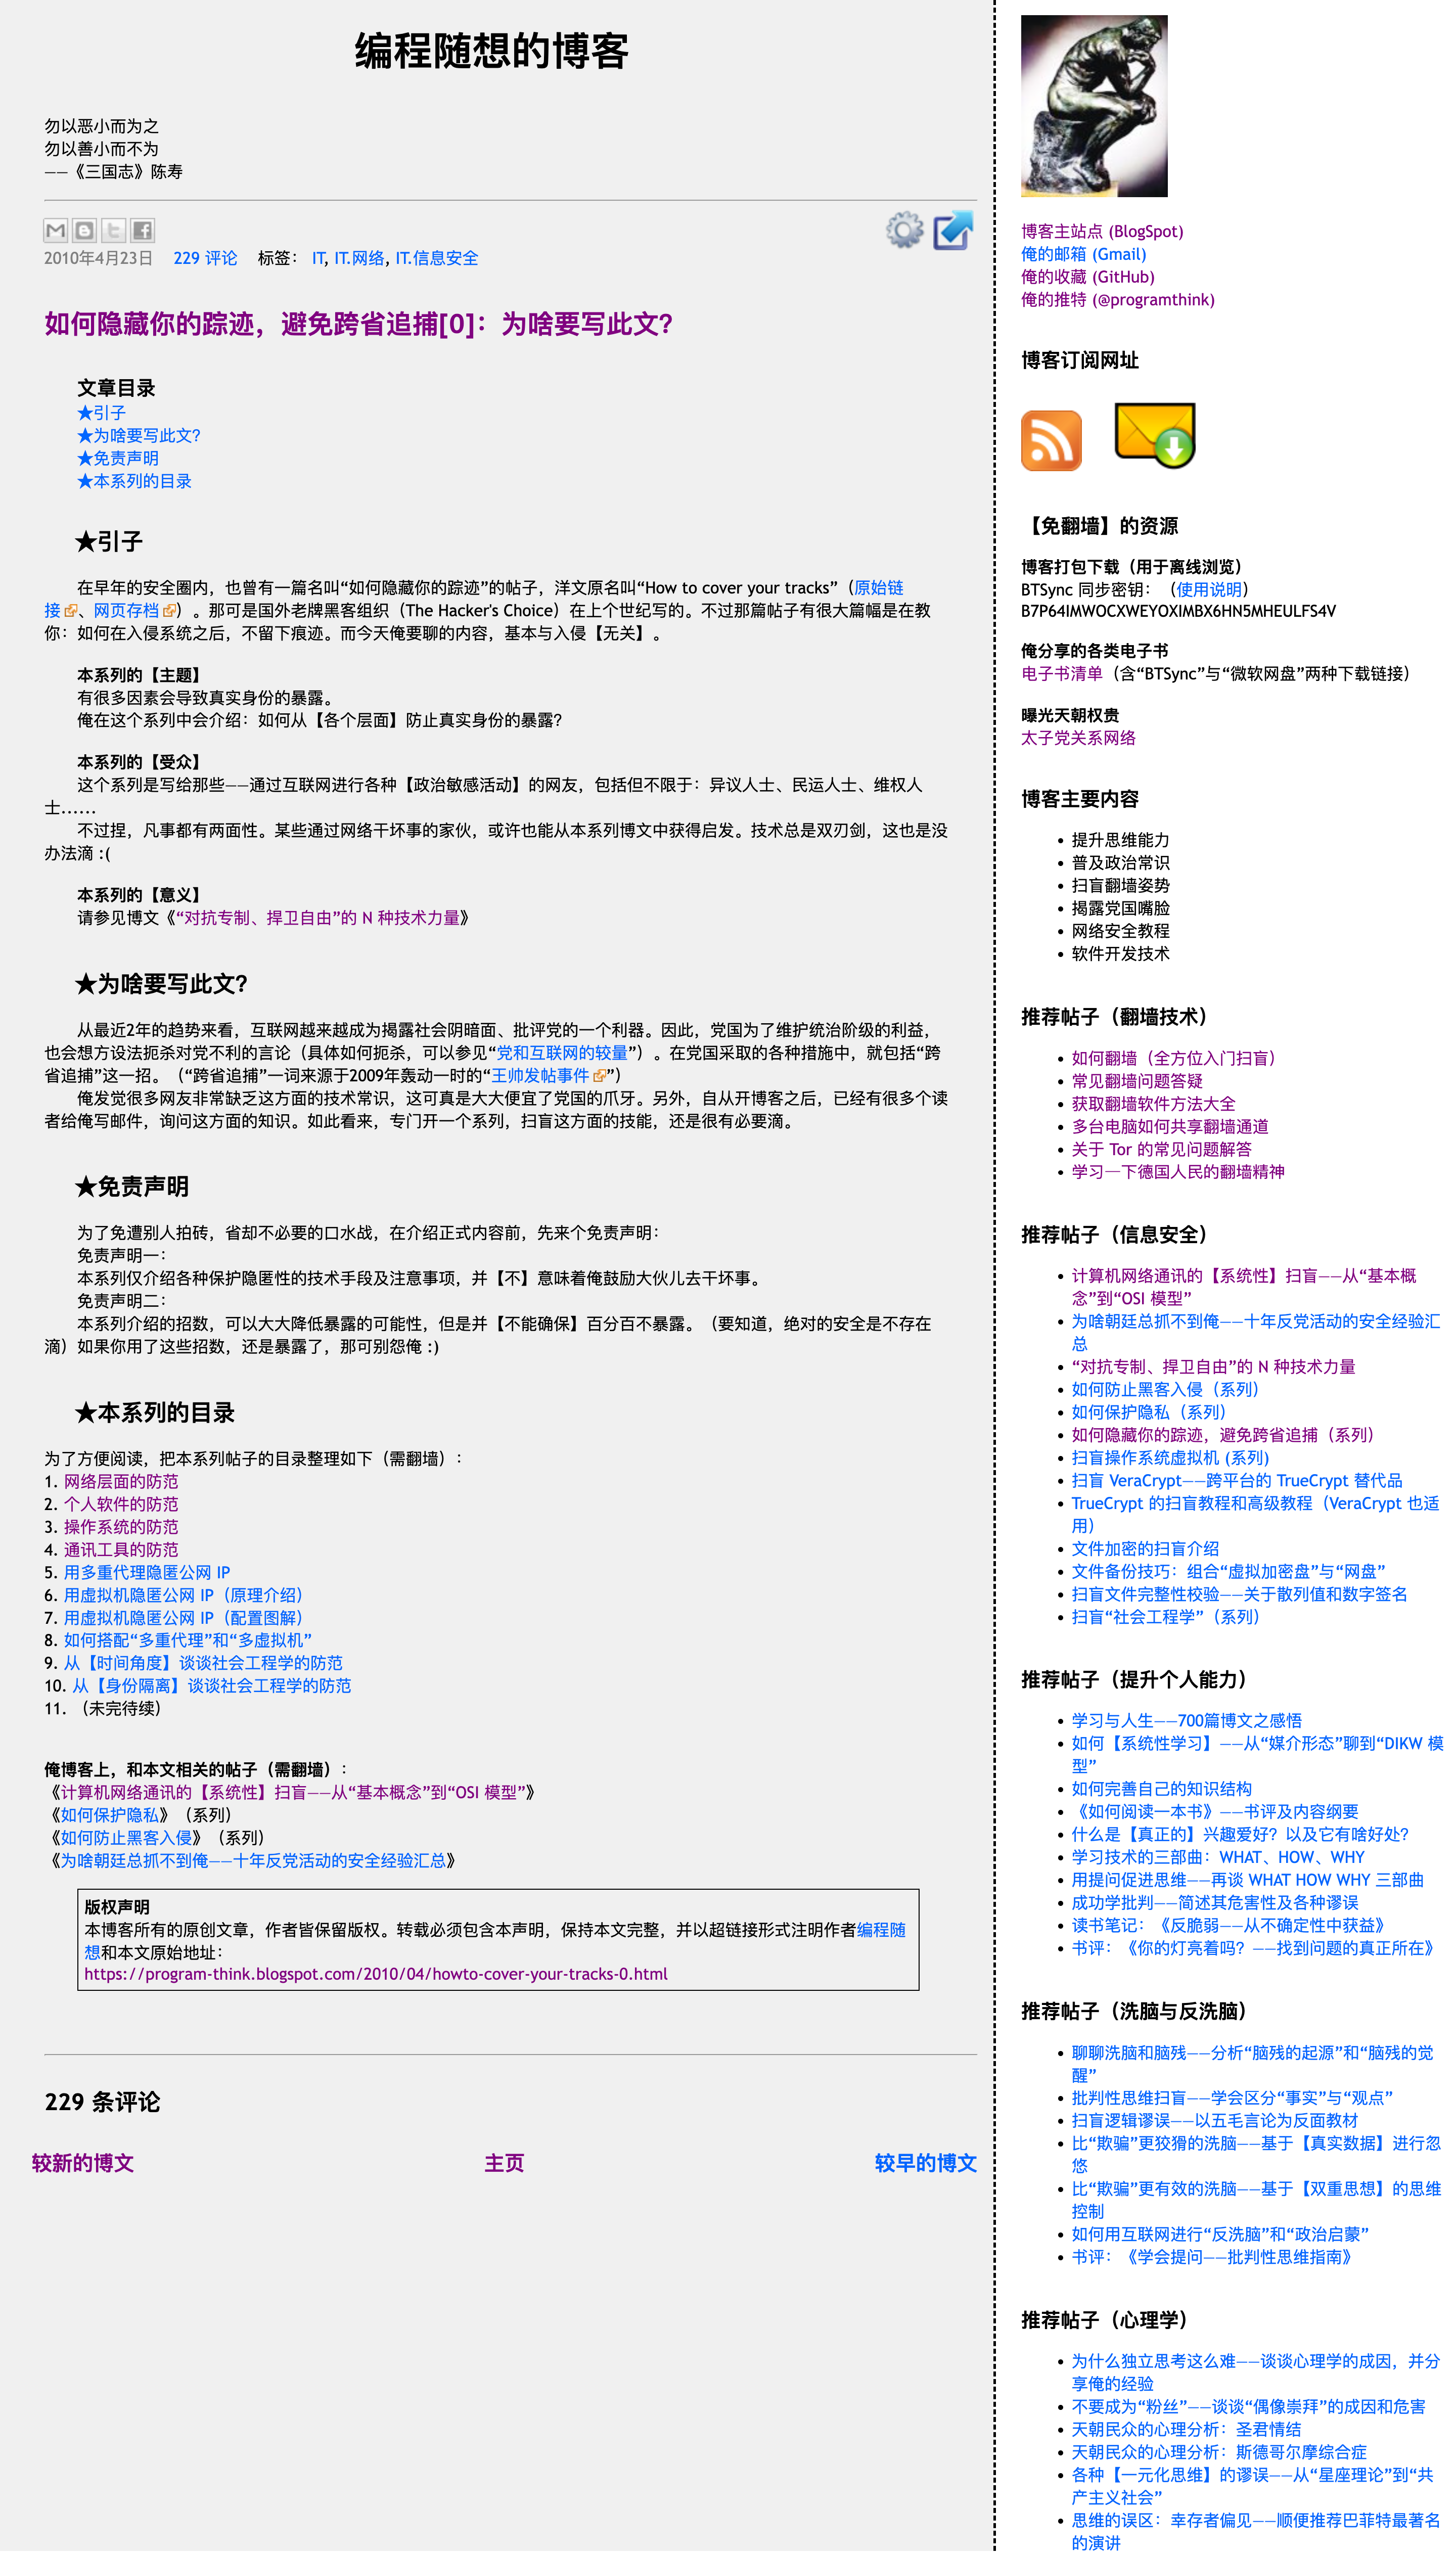 编程随想的博客
勿以恶小而为之
勿以善小而不为
——《三国志》陈寿
2010年4月23日 229 评论 标签： IT, IT.网络, IT.信息安全
如何隐藏你的踪迹，避免跨省追捕[0]：为啥要写此文？
文章目录
★引子
★为啥要写此文？
★免责声明
★本系列的目录
★引子
在早年的安全圈内，也曾有一篇名叫“如何隐藏你的踪迹”的帖子，洋文原名叫“How to cover your tracks”（原始链
接、网页存档）。那可是国外老牌黑客组织（The Hacker's Choice）在上个世纪写的。不过那篇帖子有很大篇幅是在教
你：如何在入侵系统之后，不留下痕迹。而今天俺要聊的内容，基本与入侵【无关】。
本系列的【主题】
有很多因素会导致真实身份的暴露。
俺在这个系列中会介绍：如何从【各个层面】防止真实身份的暴露？
本系列的【受众】
这个系列是写给那些——通过互联网进行各种【政治敏感活动】的网友，包括但不限于：异议人士、民运人士、维权人
士......
不过捏，凡事都有两面性。某些通过网络干坏事的家伙，或许也能从本系列博文中获得启发。技术总是双刃剑，这也是没
办法滴 :(
本系列的【意义】
请参见博文《“对抗专制、捍卫自由”的 N 种技术力量》
★为啥要写此文？
从最近2年的趋势来看，互联网越来越成为揭露社会阴暗面、批评党的一个利器。因此，党国为了维护统治阶级的利益，
也会想方设法扼杀对党不利的言论（具体如何扼杀，可以参见“党和互联网的较量”）。在党国采取的各种措施中，就包括“跨
省追捕”这一招。（“跨省追捕”一词来源于2009年轰动一时的“王帅发帖事件”）
俺发觉很多网友非常缺乏这方面的技术常识，这可真是大大便宜了党国的爪牙。另外，自从开博客之后，已经有很多个读
者给俺写邮件，询问这方面的知识。如此看来，专门开一个系列，扫盲这方面的技能，还是很有必要滴。
★免责声明
为了免遭别人拍砖，省却不必要的口水战，在介绍正式内容前，先来个免责声明：
免责声明一：
本系列仅介绍各种保护隐匿性的技术手段及注意事项，并【不】意味着俺鼓励大伙儿去干坏事。
免责声明二：
本系列介绍的招数，可以大大降低暴露的可能性，但是并【不能确保】百分百不暴露。（要知道，绝对的安全是不存在
滴）如果你用了这些招数，还是暴露了，那可别怨俺 :)
★本系列的目录
为了方便阅读，把本系列帖子的目录整理如下（需翻墙）：
1. 网络层面的防范
2. 个人软件的防范
3. 操作系统的防范
4. 通讯工具的防范
5. 用多重代理隐匿公网 IP
6. 用虚拟机隐匿公网 IP（原理介绍）
7. 用虚拟机隐匿公网 IP（配置图解）
8. 如何搭配“多重代理”和“多虚拟机”
9. 从【时间角度】谈谈社会工程学的防范
10. 从【身份隔离】谈谈社会工程学的防范
11. （未完待续）
俺博客上，和本文相关的帖子（需翻墙）：
《计算机网络通讯的【系统性】扫盲——从“基本概念”到“OSI 模型”》
《如何保护隐私》（系列）
《如何防止黑客入侵》（系列）
《为啥朝廷总抓不到俺——十年反党活动的安全经验汇总》
版权声明
本博客所有的原创文章，作者皆保留版权。转载必须包含本声明，保持本文完整，并以超链接形式注明作者编程随
想和本文原始地址：
https://program-think.blogspot.com/2010/04/howto-cover-your-tracks-0.html
229 条评论
较新的博文 主页 较早的博文
博客主站点 (BlogSpot)
俺的邮箱 (Gmail)
俺的收藏 (GitHub)
俺的推特 (@programthink)
博客订阅网址
【免翻墙】的资源
博客打包下载（用于离线浏览）
BTSync 同步密钥：（使用说明）
B7P64IMWOCXWEYOXIMBX6HN5MHEULFS4V
俺分享的各类电子书
电子书清单（含“BTSync”与“微软网盘”两种下载链接）
曝光天朝权贵
太子党关系网络
博客主要内容
• 提升思维能力
• 普及政治常识
• 扫盲翻墙姿势
• 揭露党国嘴脸
• 网络安全教程
• 软件开发技术
推荐帖子（翻墙技术）
• 如何翻墙（全方位入门扫盲）
• 常见翻墙问题答疑
• 获取翻墙软件方法大全
• 多台电脑如何共享翻墙通道
• 关于 Tor 的常见问题解答
• 学习一下德国人民的翻墙精神
推荐帖子（信息安全）
• 计算机网络通讯的【系统性】扫盲——从“基本概
念”到“OSI 模型”
• 为啥朝廷总抓不到俺——十年反党活动的安全经验汇
总
• “对抗专制、捍卫自由”的 N 种技术力量
• 如何防止黑客入侵（系列）
• 如何保护隐私（系列）
• 如何隐藏你的踪迹，避免跨省追捕（系列）
• 扫盲操作系统虚拟机 (系列)
• 扫盲 VeraCrypt——跨平台的 TrueCrypt 替代品
• TrueCrypt 的扫盲教程和高级教程（VeraCrypt 也适
用）
• 文件加密的扫盲介绍
• 文件备份技巧：组合“虚拟加密盘”与“网盘”
• 扫盲文件完整性校验——关于散列值和数字签名
• 扫盲“社会工程学”（系列）
推荐帖子（提升个人能力）
• 学习与人生——700篇博文之感悟
• 如何【系统性学习】——从“媒介形态”聊到“DIKW 模
型”
• 如何完善自己的知识结构
• 《如何阅读一本书》——书评及内容纲要
• 什么是【真正的】兴趣爱好？以及它有啥好处？
• 学习技术的三部曲：WHAT、HOW、WHY
• 用提问促进思维——再谈 WHAT HOW WHY 三部曲
• 成功学批判——简述其危害性及各种谬误
• 读书笔记：《反脆弱——从不确定性中获益》
• 书评：《你的灯亮着吗？——找到问题的真正所在》
推荐帖子（洗脑与反洗脑）
• 聊聊洗脑和脑残——分析“脑残的起源”和“脑残的觉
醒”
• 批判性思维扫盲——学会区分“事实”与“观点”
• 扫盲逻辑谬误——以五毛言论为反面教材
• 比“欺骗”更狡猾的洗脑——基于【真实数据】进行忽
悠
• 比“欺骗”更有效的洗脑——基于【双重思想】的思维
控制
• 如何用互联网进行“反洗脑”和“政治启蒙”
• 书评：《学会提问——批判性思维指南》
推荐帖子（心理学）
• 为什么独立思考这么难——谈谈心理学的成因，并分
享俺的经验
• 不要成为“粉丝”——谈谈“偶像崇拜”的成因和危害
• 天朝民众的心理分析：圣君情结
• 天朝民众的心理分析：斯德哥尔摩综合症
• 各种【一元化思维】的谬误——从“星座理论”到“共
产主义社会”
• 思维的误区：幸存者偏见——顺便推荐巴菲特最著名
的演讲